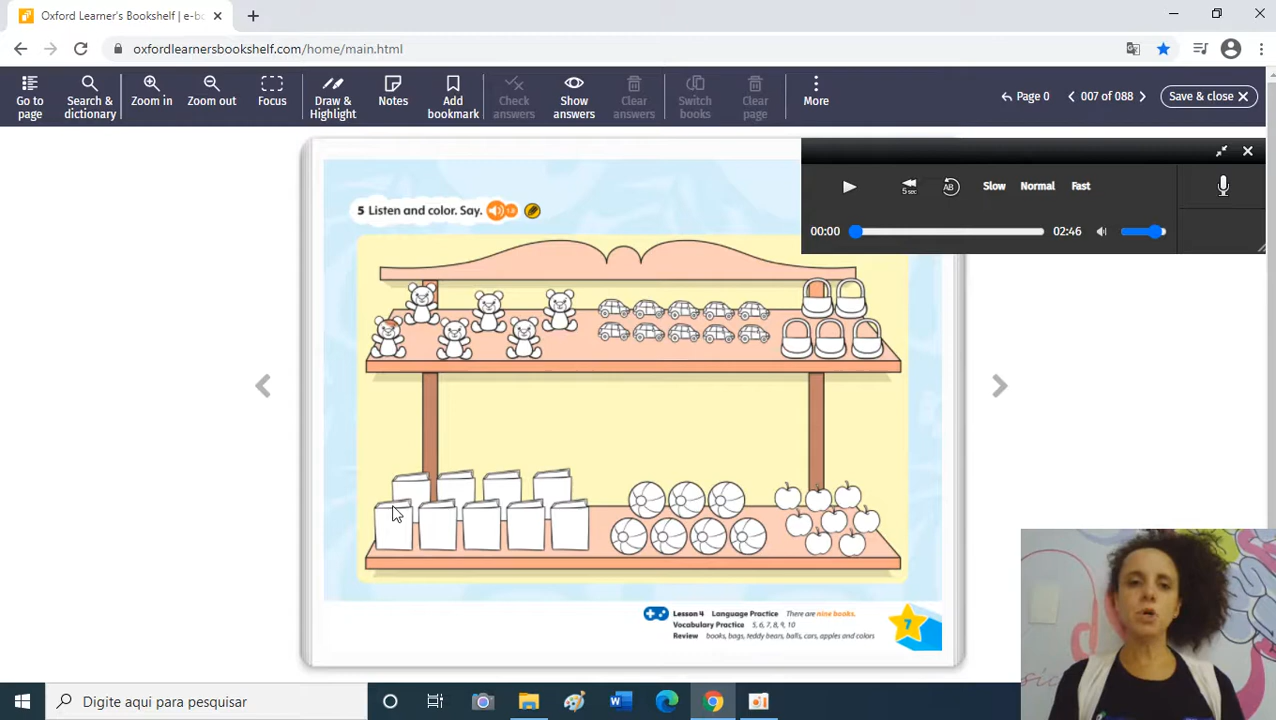 Oxford Learner's Bookshelf | e-bo
oxfordlearnersbookshelf.com/home/main.html
Go to page
Search & dictionary
Zoom in
Zoom out
Focus
Draw & Highlight
Notes
Add bookmark
Check answers
Show answers
Clear answers
Switch books
Clear page
More
Page 0
007 of 088
Save & close
5 sec
AB
Slow
Normal
Fast
00:00
02:46
5 Listen and color. Say.
Lesson 4 Language Practice There are nine books.
Vocabulary Practice 5, 6, 7, 8, 9, 10
Review books, bags, teddy bears, balls, cars, apples and colors
7
Digite aqui para pesquisar